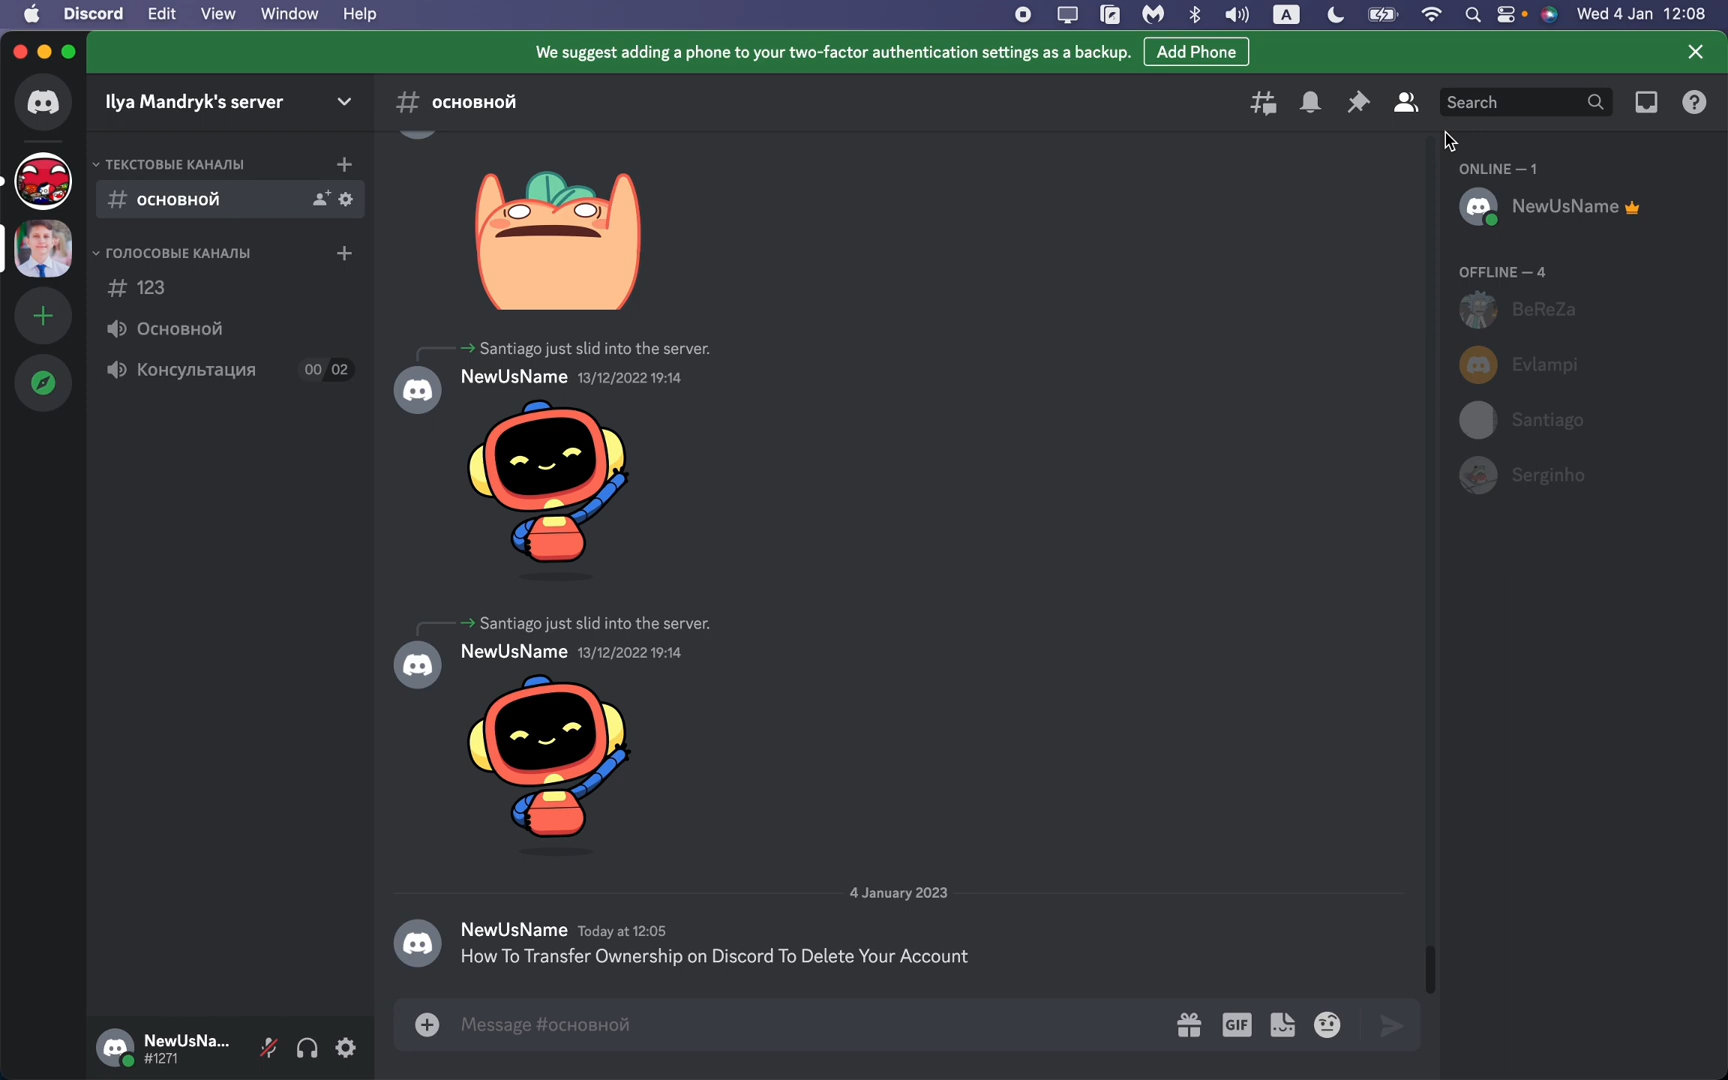 Discord Edit View Window Help A Wed 4 Jan 12:08
We suggest adding a phone to your two-factor authentication settings as a backup. Add Phone
Ilya Mandryk's server
# основной
Search
ТЕКСТОВЫЕ КАНАЛЫ
# основной
ГОЛОСОВЫЕ КАНАЛЫ
# 123
Основной
Консультация 00 02
Santiago just slid into the server.
NewUsName 13/12/2022 19:14
Santiago just slid into the server.
NewUsName 13/12/2022 19:14
4 January 2023
NewUsName Today at 12:05
How To Transfer Ownership on Discord To Delete Your Account
Message #основной
GIF
ONLINE — 1
NewUsName
OFFLINE — 4
BeReZa
Evlampi
Santiago
Serginho
NewUsNa...
#1271